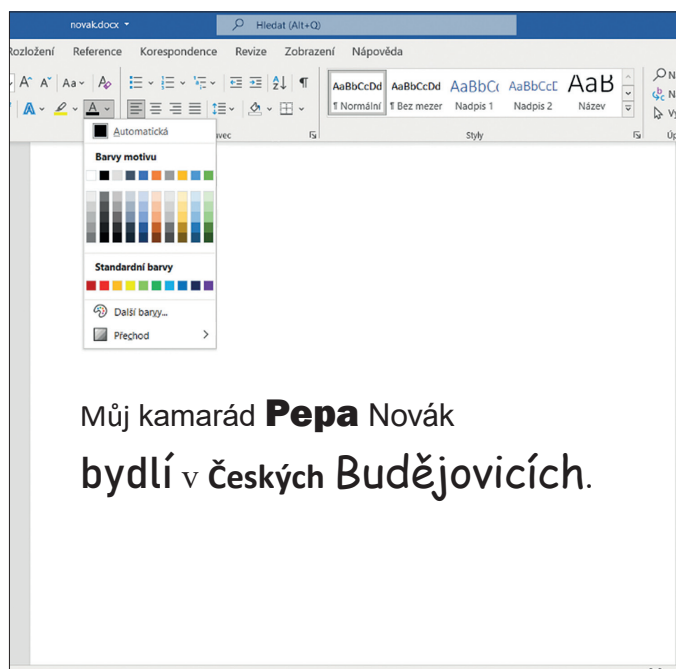 novak.docx
Hledat (Alt+Q)
Rozložení Reference Korespondence Revize Zobrazení Nápověda
AaBbCcDd AaBbCcDd AaBbC AaBbCcE AaB
¶ Normální ¶ Bez mezer Nadpis 1 Nadpis 2 Název
Styly
Automatická
Barvy motivu
Standardní barvy
Další barvy...
Přechod
Můj kamarád Pepa Novák
bydlí v Českých Budějovicích.